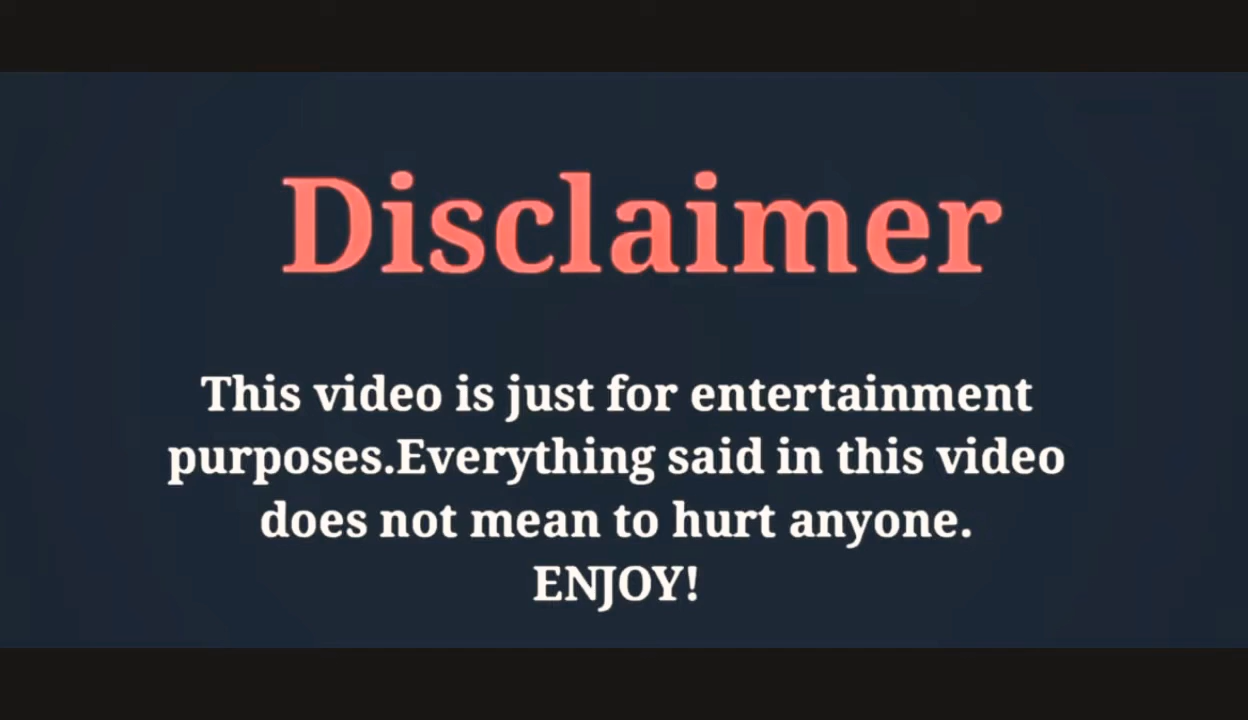 Disclaimer
This video is just for entertainment
purposes.Everything said in this video
does not mean to hurt anyone.
ENJOY!